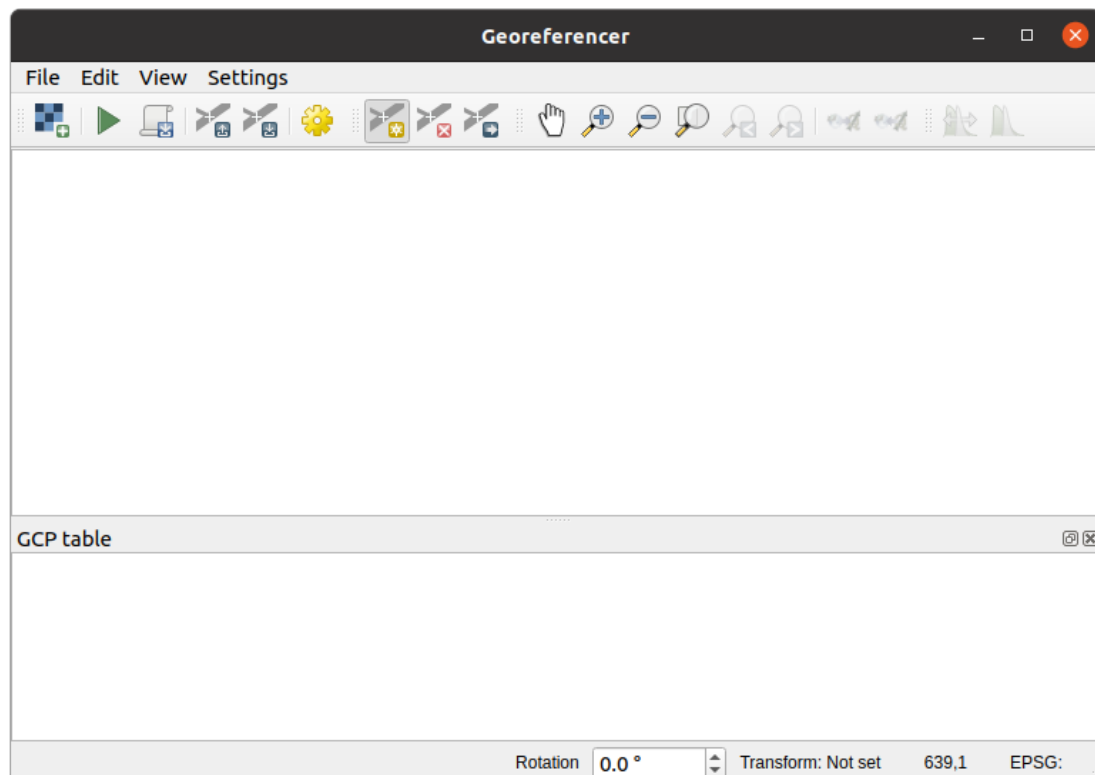 Georeferencer
File Edit View Settings
GCP table
Rotation 0.0 ° Transform: Not set 639,1 EPSG: